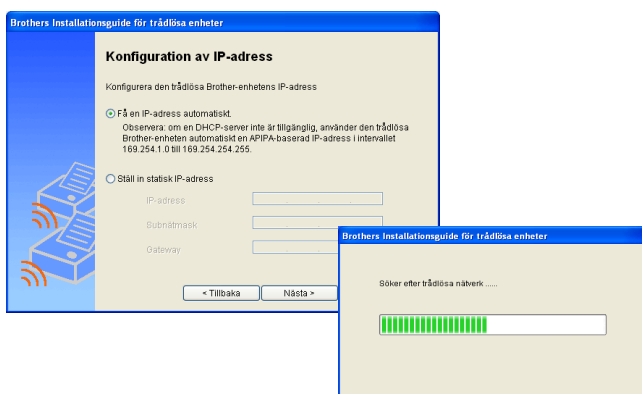 Brothers Installationsguide för trådlösa enheter
Konfiguration av IP-adress
Konfigurera den trådlösa Brother-enhetens IP-adress
Få en IP-adress automatiskt.
Observera: om en DHCP-server inte är tillgänglig, använder den trådlösa
Brother-enheten automatiskt en APIPA-baserad IP-adress i intervallet
169.254.1.0 till 169.254.254.255.
Ställ in statisk IP-adress
IP-adress
Subnätmask
Gateway
< Tillbaka
Nästa >
Brothers Installationsguide för trådlösa enheter
Söker efter trådlösa nätverk ......